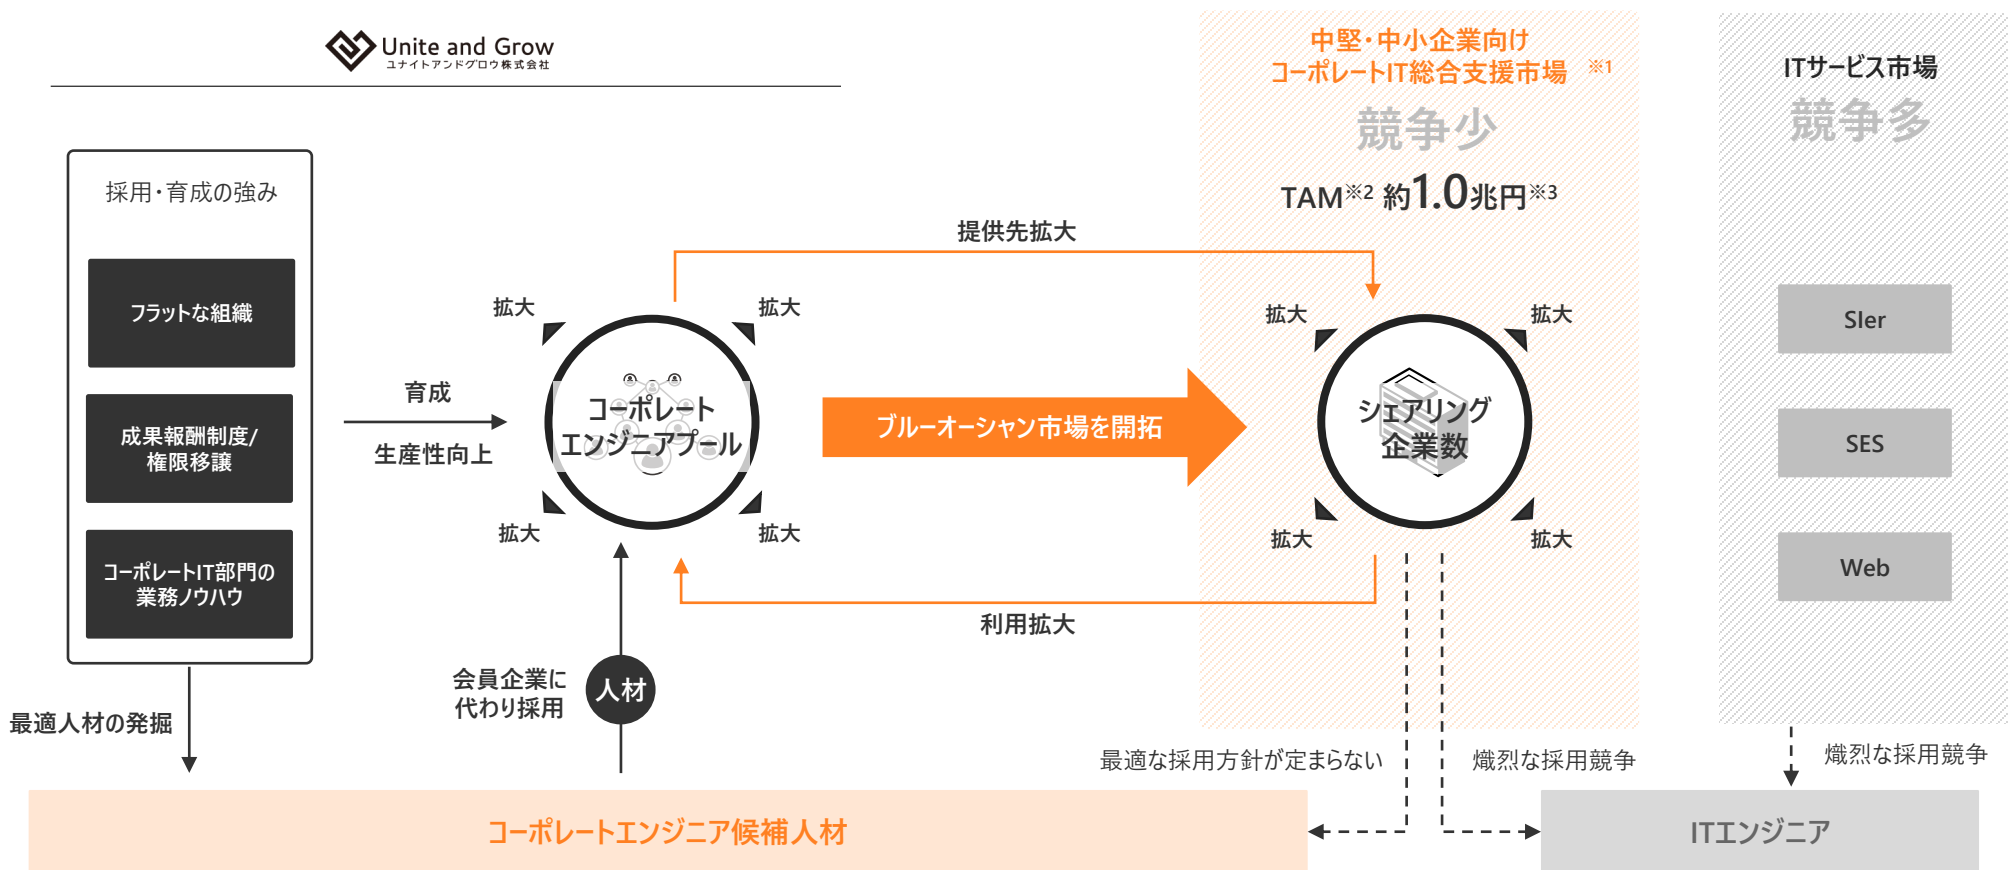 Unite and Grow
ユナイトアンドグロウ株式会社
中堅・中小企業向け
コーポレートIT総合支援市場 ※1
競争少
TAM※2 約1.0兆円※3
ITサービス市場
競争多
採用・育成の強み
フラットな組織
成果報酬制度/
権限移譲
コーポレートIT部門の
業務ノウハウ
最適人材の発掘
育成
生産性向上
提供先拡大
拡大
拡大
コーポレート
エンジニアプール
拡大
拡大
ブルーオーシャン市場を開拓
拡大
拡大
シェアリング
企業数
拡大
拡大
利用拡大
SIer
SES
Web
会員企業に
代わり採用
人材
最適な採用方針が定まらない
熾烈な採用競争
熾烈な採用競争
コーポレートエンジニア候補人材
ITエンジニア